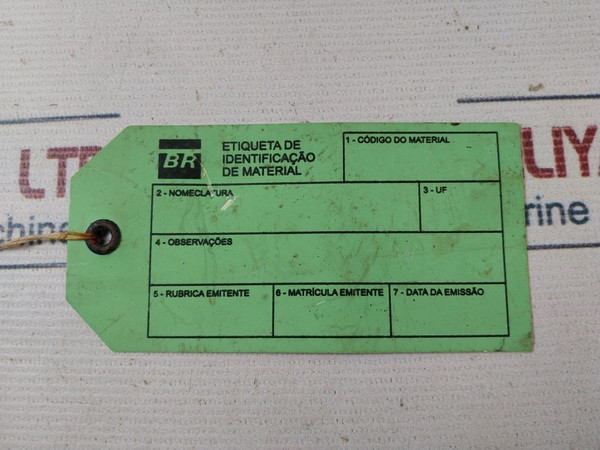 BR
ETIQUETA DE
IDENTIFICAÇÃO
DE MATERIAL
1 - CÓDIGO DO MATERIAL
2 - NOMECLATURA
3 - UF
4 - OBSERVAÇÕES
5 - RUBRICA EMITENTE
6 - MATRÍCULA EMITENTE
7 - DATA DA EMISSÃO